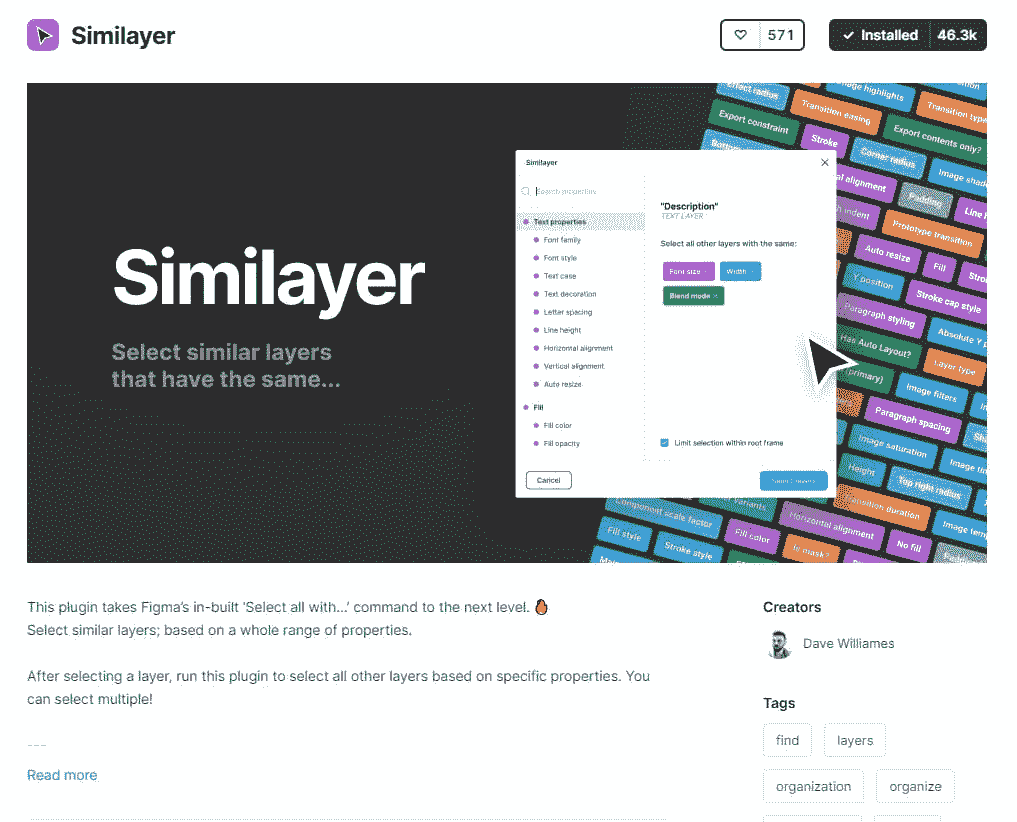 Similayer
571
Installed
46.3k
Similayer
Select similar layers
that have the same...
Similayer
Search properties
Text properties
Font family
Font style
Text case
Text decoration
Letter spacing
Line height
Horizontal alignment
Vertical alignment
Auto resize
Fill
Fill color
Fill opacity
Cancel
"Description"
TEXT LAYER
Select all other layers with the same:
Font size
Width
Blend mode
Limit selection within root frame
Effect radius
Image highlights
Transition easing
Transition type
Export constraint
Stroke
Export contents only?
Corner radius
Image shad
al alignment
Padding
Line h
indent
Prototype transition
Auto resize
Fill
Stro
Y position
Stroke cap style
Paragraph styling
Absolute Y p
Has Auto Layout?
Layer type
(primary)
Image filters
Paragraph spacing
Image saturation
Height
Top right radius
Image tin
Component scale factor
Variants
Transition duration
Horizontal alignment
Image temp
Fill style
Fill color
Stroke style
Is mask?
No fill
Padding
This plugin takes Figma's in-built 'Select all with...' command to the next level.
Select similar layers; based on a whole range of properties.
After selecting a layer, run this plugin to select all other layers based on specific properties. You
can select multiple!
---
Read more
Creators
Dave Williames
Tags
find
layers
organization
organize